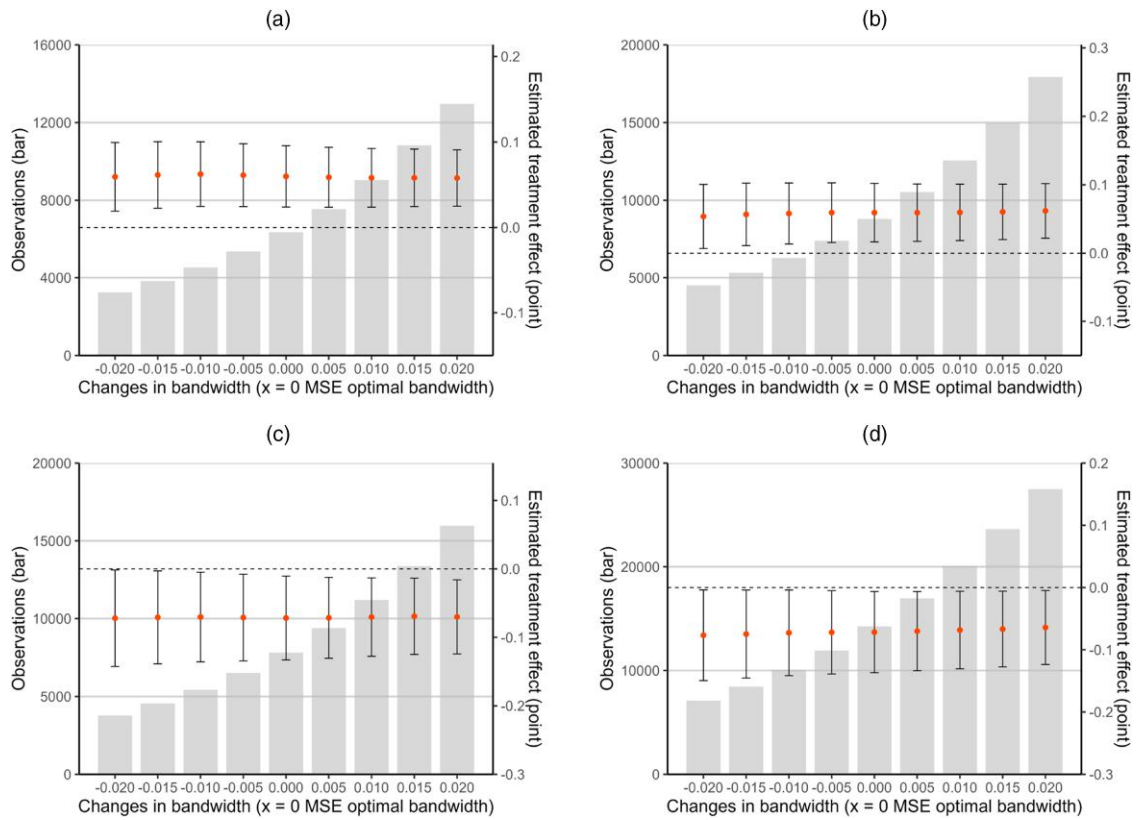 (a)
16000
12000
8000
4000
0
Observations (bar)
0.2
0.1
0.0
-0.1
Estimated treatment effect (point)
-0.020 -0.015 -0.010 -0.005 0.000 0.005 0.010 0.015 0.020
Changes in bandwidth (x = 0 MSE optimal bandwidth)
(b)
20000
15000
10000
5000
0
Observations (bar)
0.3
0.2
0.1
0.0
-0.1
Estimated treatment effect (point)
-0.020 -0.015 -0.010 -0.005 0.000 0.005 0.010 0.015 0.020
Changes in bandwidth (x = 0 MSE optimal bandwidth)
(c)
20000
15000
10000
5000
0
Observations (bar)
0.1
0.0
-0.1
-0.2
-0.3
Estimated treatment effect (point)
-0.020 -0.015 -0.010 -0.005 0.000 0.005 0.010 0.015 0.020
Changes in bandwidth (x = 0 MSE optimal bandwidth)
(d)
30000
20000
10000
0
Observations (bar)
0.2
0.1
0.0
-0.1
-0.2
-0.3
Estimated treatment effect (point)
-0.020 -0.015 -0.010 -0.005 0.000 0.005 0.010 0.015 0.020
Changes in bandwidth (x = 0 MSE optimal bandwidth)